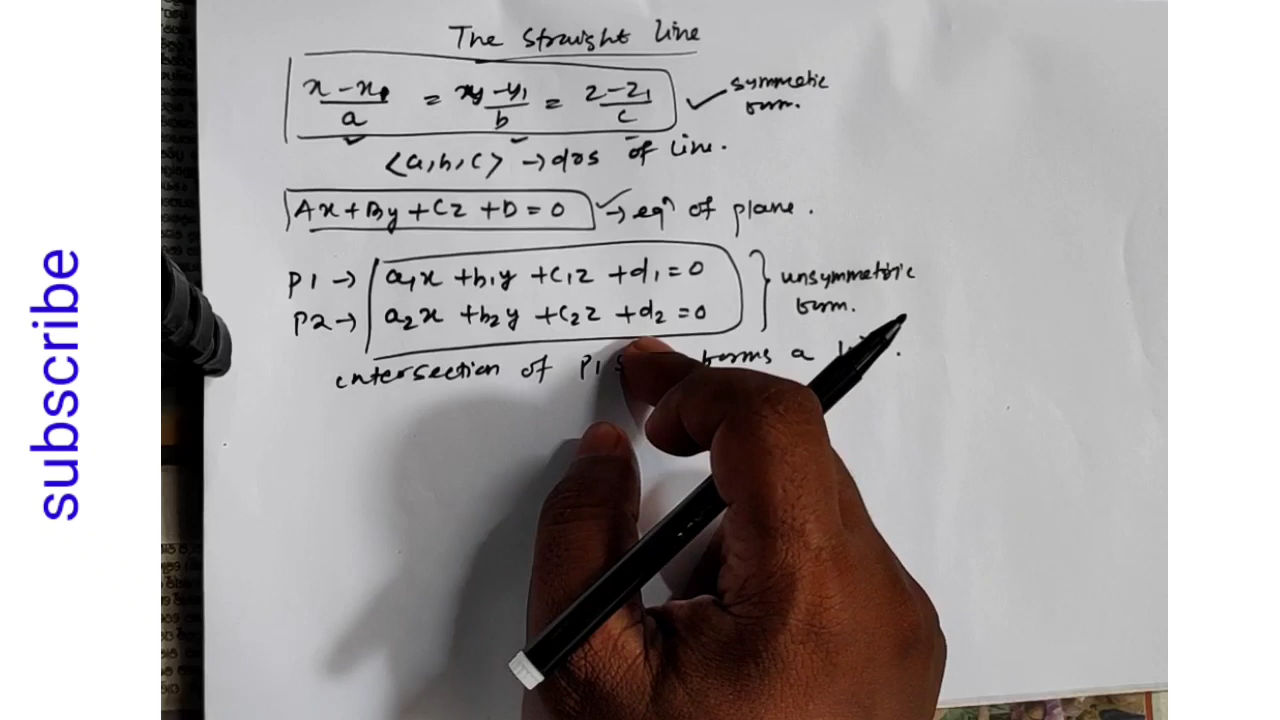 subscribe
The straight line
x - x₁/a = y - y₁/b = z - z₁/c ✓ symmetric form.
<a, b, c> → drs of line.
Ax + By + Cz + D = 0 → eqⁿ of plane.
P1 → a₁x + b₁y + c₁z + d₁ = 0
P2 → a₂x + b₂y + c₂z + d₂ = 0
unsymmetric form.
intersection of P1 forms a